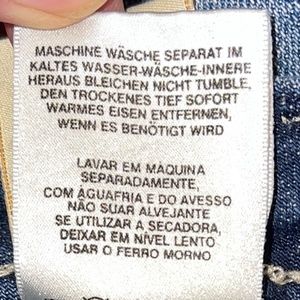 MASCHINE WÄSCHE SEPARAT IM
KALTES WASSER-WÄSCHE-INNERE
HERAUS BLEICHEN NICHT TUMBLE,
DEN TROCKENES TIEF SOFORT
WARMES EISEN ENTFERNEN,
WENN ES BENÖTIGT WIRD
LAVAR EM MÁQUINA
SEPARADAMENTE,
COM ÁGUAFRIA E DO AVESSO
NÃO SUAR ALVEJANTE
SE UTILIZAR A SECADORA,
DEIXAR EM NÍVEL LENTO
USAR O FERRO MORNO